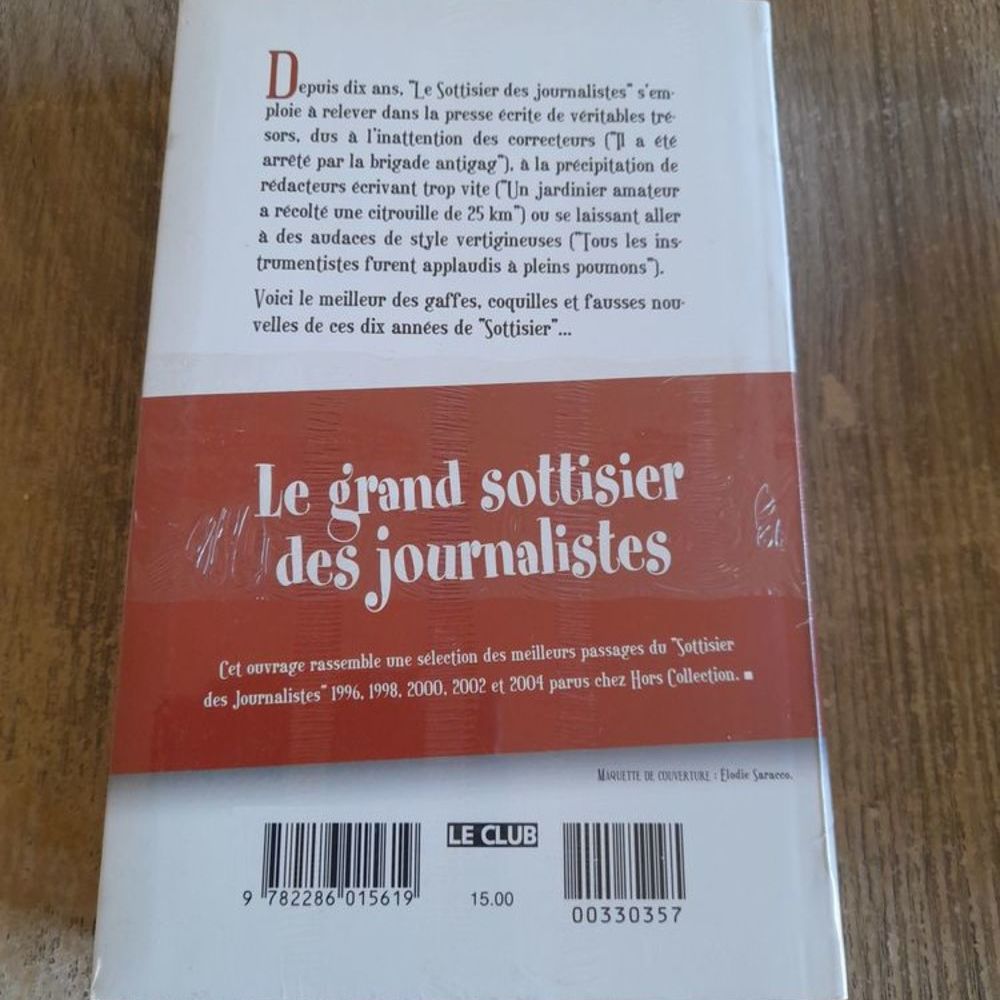 Depuis dix ans, "Le Sottisier des journalistes" s'em-
ploie à relever dans la presse écrite de véritables tré-
sors, dus à l'inattention des correcteurs ("Il a été
arrêté par la brigade antigag"), à la précipitation de
rédacteurs écrivant trop vite ("Un jardinier amateur
a récolté une citrouille de 25 km") ou se laissant aller
à des audaces de style vertigineuses ("Tous les ins-
trumentistes furent applaudis à pleins poumons").
Voici le meilleur des gaffes, coquilles et fausses nou-
velles de ces dix années de "Sottisier"...
Le grand sottisier
des journalistes
Cet ouvrage rassemble une sélection des meilleurs passages du "Sottisier
des Journalistes" 1996, 1998, 2000, 2002 et 2004 parus chez Hors Collection.
MAQUETTE DE COUVERTURE : Élodie Saracco.
LE CLUB
9 782286 015619
15.00
00330357